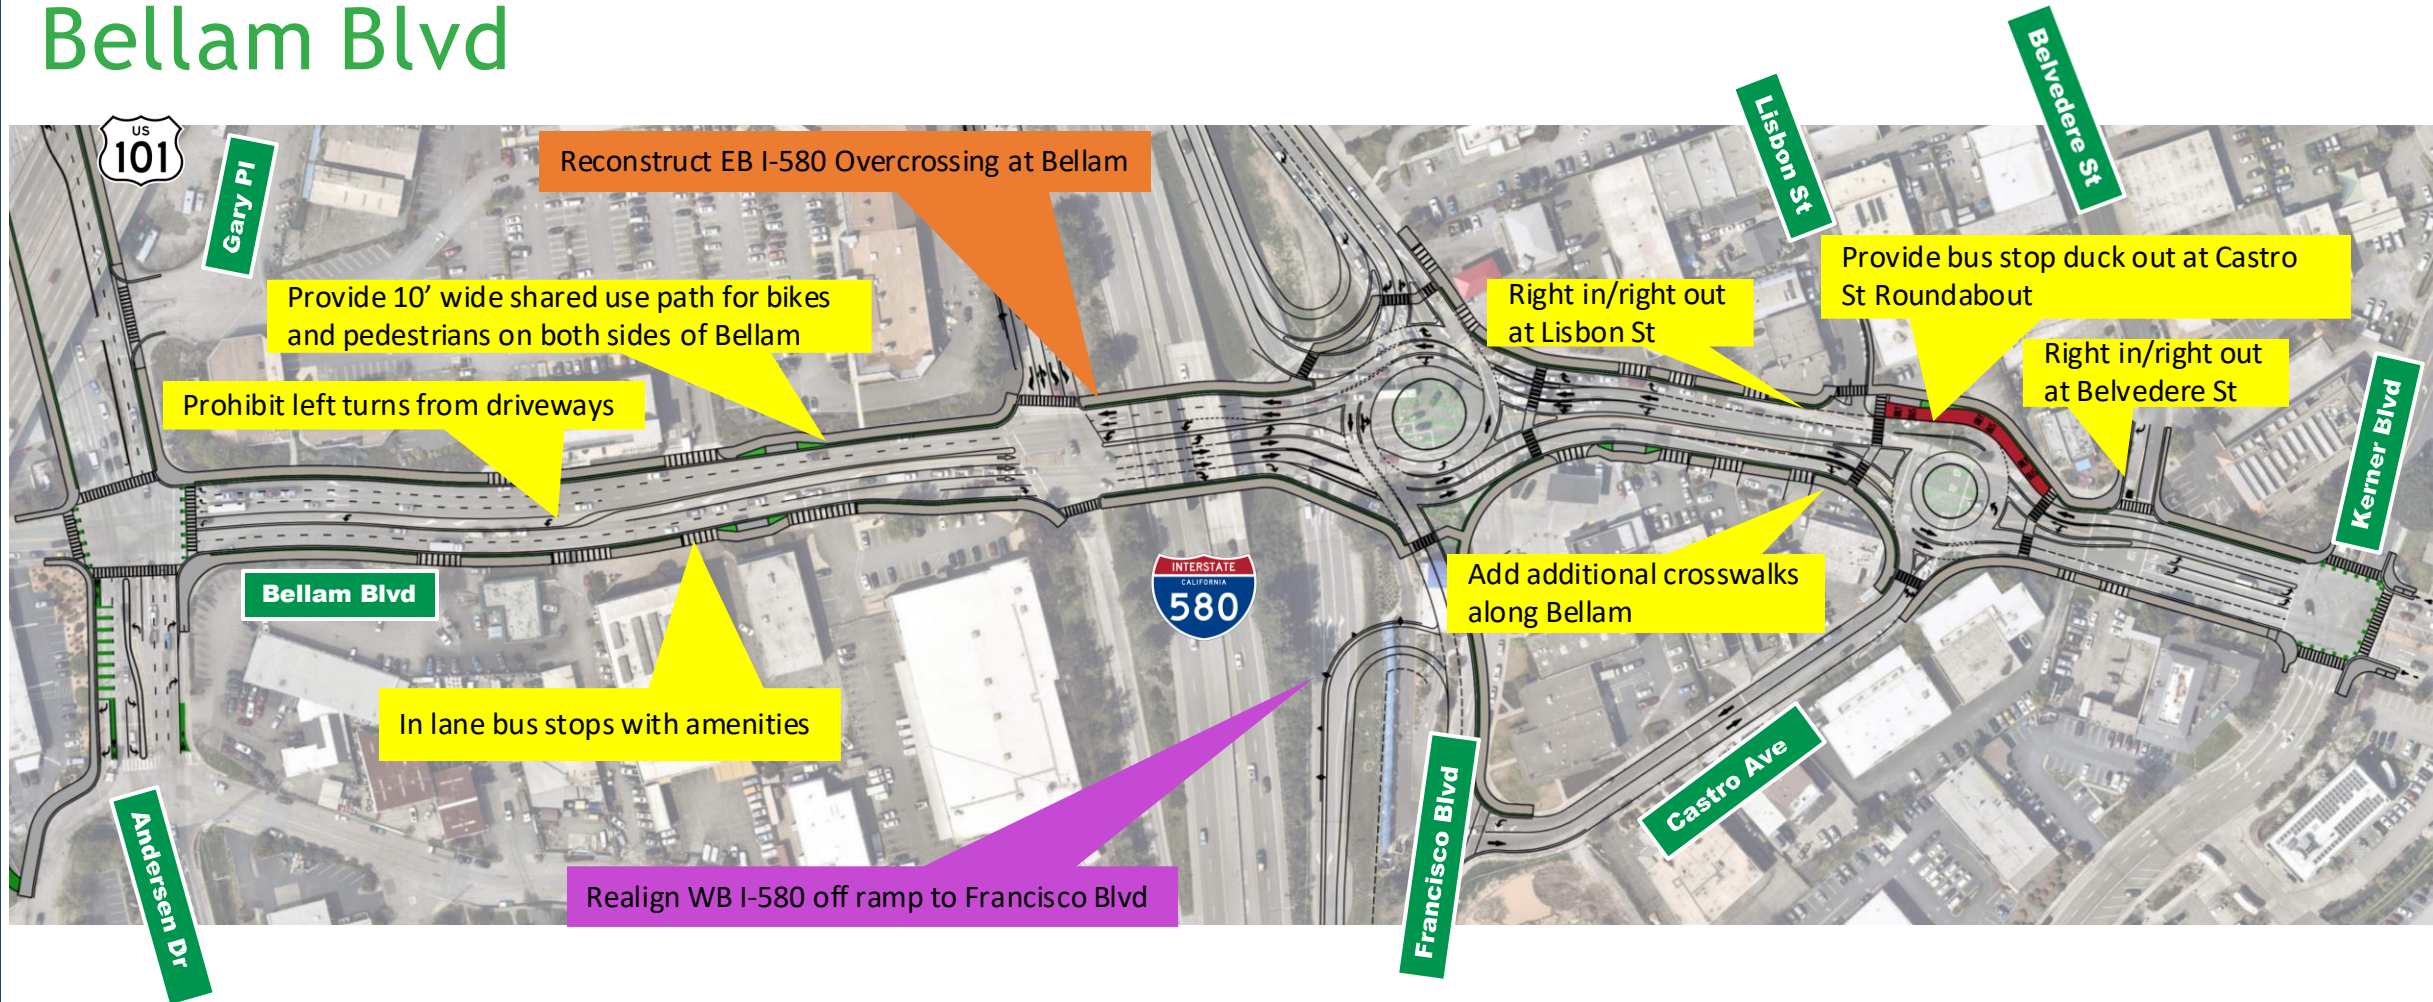 Bellam Blvd
US
101
Gary Pl
Reconstruct EB I-580 Overcrossing at Bellam
Lisbon St
Belvedere St
Provide 10’ wide shared use path for bikes
and pedestrians on both sides of Bellam
Right in/right out
at Lisbon St
Provide bus stop duck out at Castro
St Roundabout
Prohibit left turns from driveways
Right in/right out
at Belvedere St
Kerner Blvd
Bellam Blvd
INTERSTATE
CALIFORNIA
580
Add additional crosswalks
along Bellam
In lane bus stops with amenities
Andersen Dr
Realign WB I-580 off ramp to Francisco Blvd
Francisco Blvd
Castro Ave